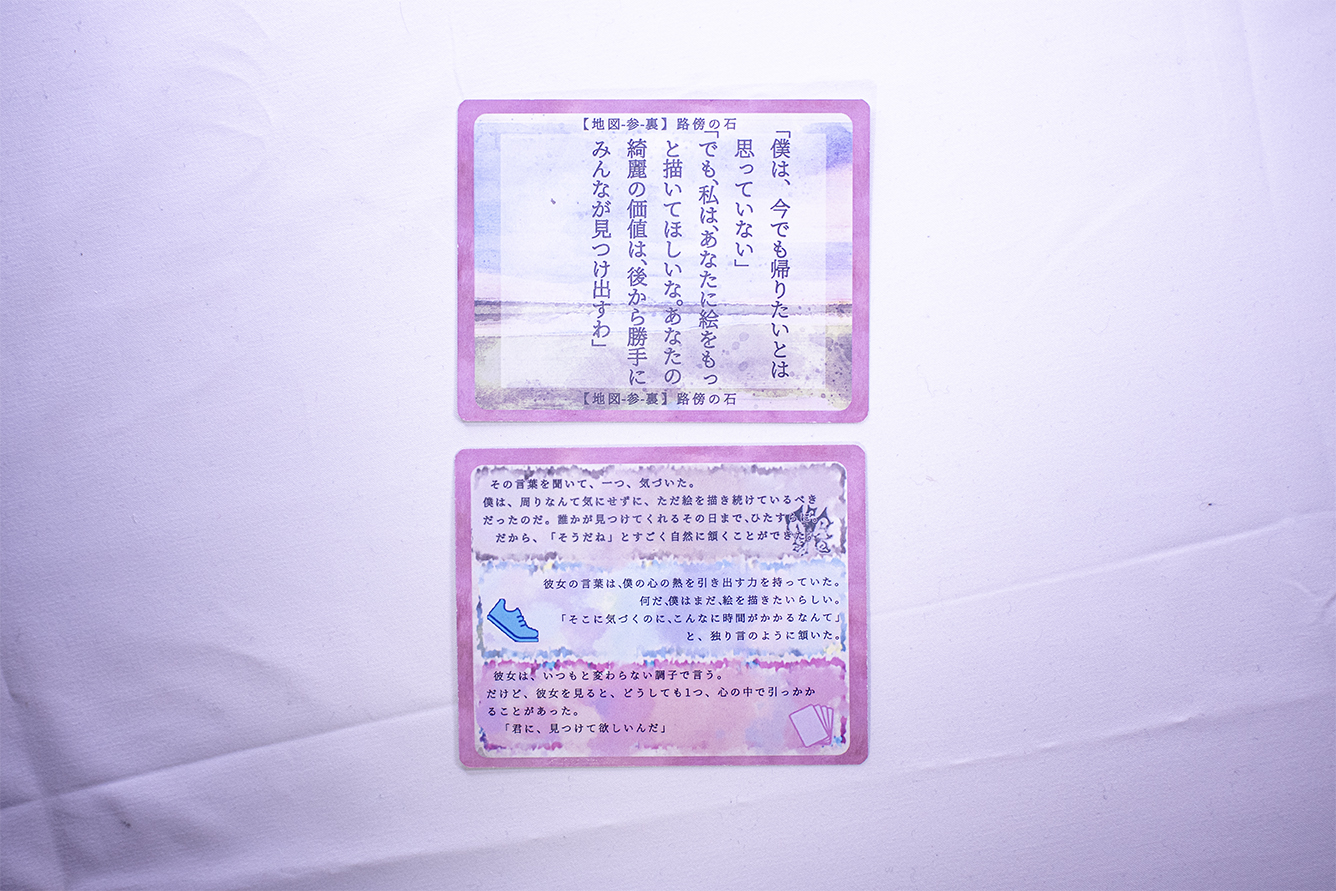 【地図-参-裏】路傍の石
「僕は、今でも帰りたいとは
思っていない」
「でも、私は、あなたに絵をもっ
と描いてほしいな。あなたの
綺麗の価値は、後から勝手に
みんなが見つけ出すわ」
【地図-参-裏】路傍の石
その言葉を聞いて、一つ、気づいた。
僕は、周りなんて気にせずに、ただ絵を描き続けているべき
だったのだ。誰かが見つけてくれるその日まで、ひたすら
だから、「そうだね」とすごく自然に頷くことができた。
彼女の言葉は、僕の心の熱を引き出す力を持っていた。
何だ、僕はまだ、絵を描きたいらしい。
「そこに気づくのに、こんなに時間がかかるなんて」
と、独り言のように頷いた。
彼女は、いつもと変わらない調子で言う。
だけど、彼女を見ると、どうしても1つ、心の中で引っかか
ることがあった。
「君に、見つけて欲しいんだ」